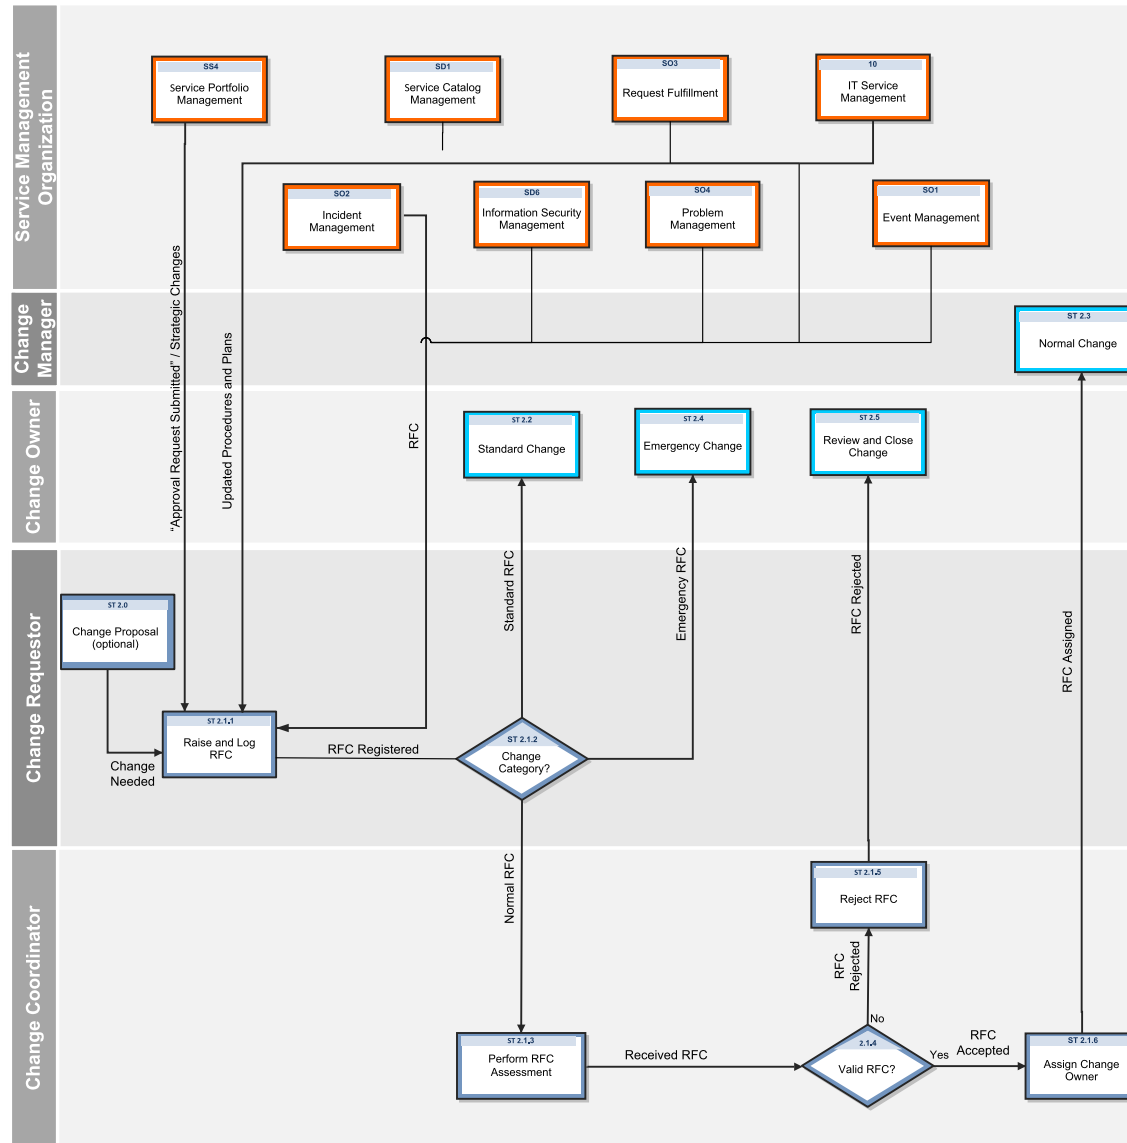 Service Management
Organization
SS4
Service Portfolio
Management
SD1
Service Catalog
Management
SO3
Request Fulfillment
10
IT Service
Management
SO2
Incident
Management
SD6
Information Security
Management
SO4
Problem
Management
SO1
Event Management
"Approval Request Submitted" / Strategic Changes
Updated Procedures and Plans
RFC
Change
Manager
ST 2.3
Normal Change
Change Owner
ST 2.2
Standard Change
ST 2.4
Emergency Change
ST 2.5
Review and Close
Change
Change Requestor
Standard RFC
Emergency RFC
RFC Rejected
RFC Assigned
ST 2.0
Change Proposal
(optional)
Change
Needed
ST 2.1.1
Raise and Log
RFC
RFC Registered
ST 2.1.2
Change
Category?
Change Coordinator
Normal RFC
ST 2.1.5
Reject RFC
RFC
Rejected
No
ST 2.1.3
Perform RFC
Assessment
Received RFC
2.1.4
Valid RFC?
Yes
RFC
Accepted
ST 2.1.6
Assign Change
Owner